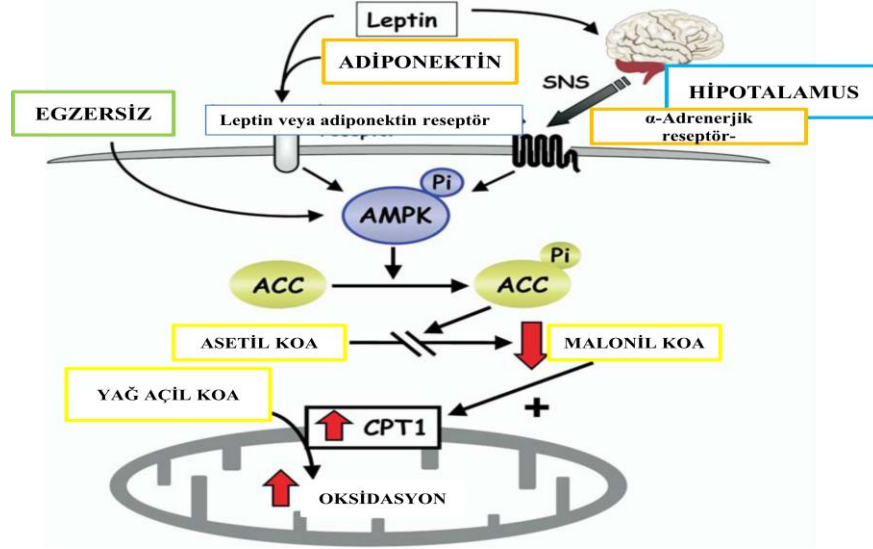 Leptin
ADİPONEKTİN
SNS
HİPOTALAMUS
EGZERSİZ
Leptin veya adiponektin reseptör
α-Adrenerjik
reseptör-
Pi
AMPK
Pi
ACC
ACC
ASETİL KOA
MALONİL KOA
YAĞ AÇİL KOA
+
CPT1
OKSİDASYON